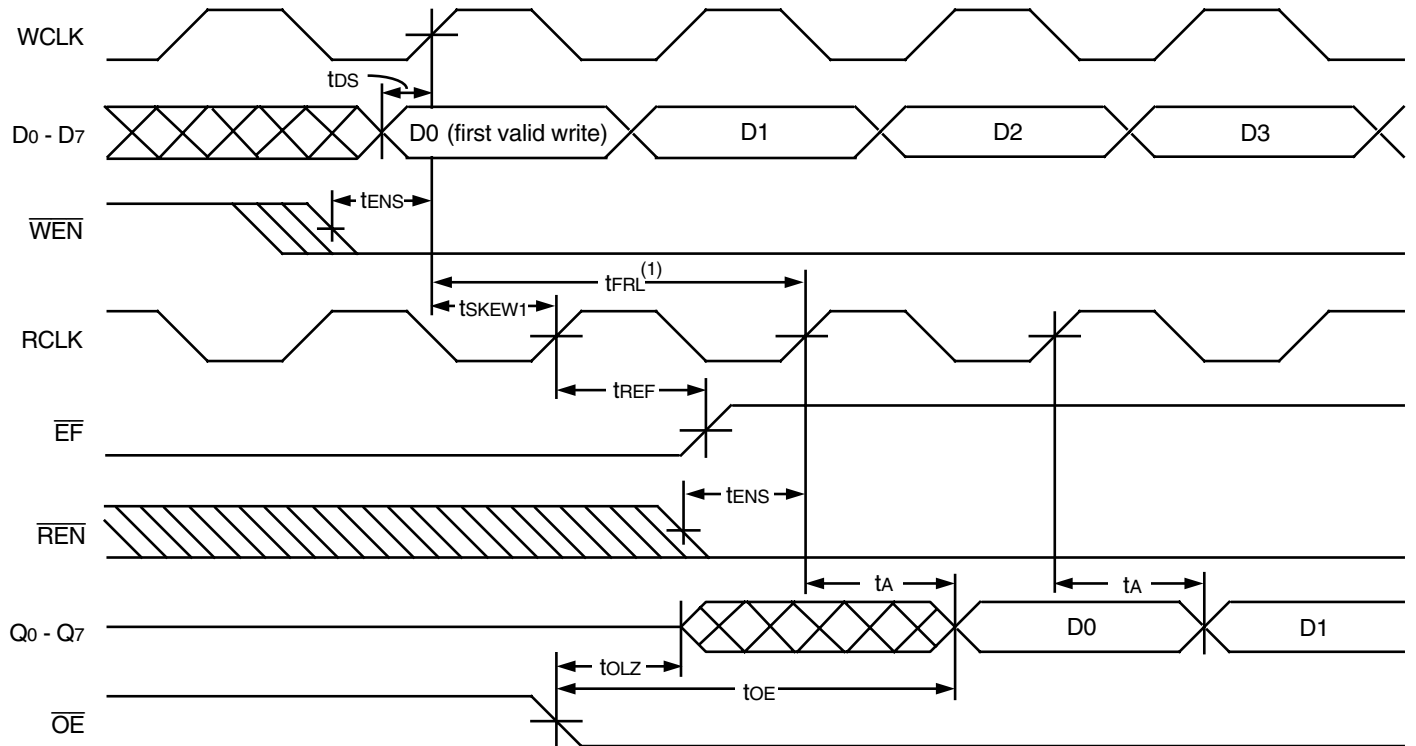 WCLK
tDS
D0 - D7
D0 (first valid write)
D1
D2
D3
tENS
WEN
tFRL(1)
tSKEW1
RCLK
tREF
EF
tENS
REN
tA
tA
Q0 - Q7
D0
D1
tOLZ
tOE
OE